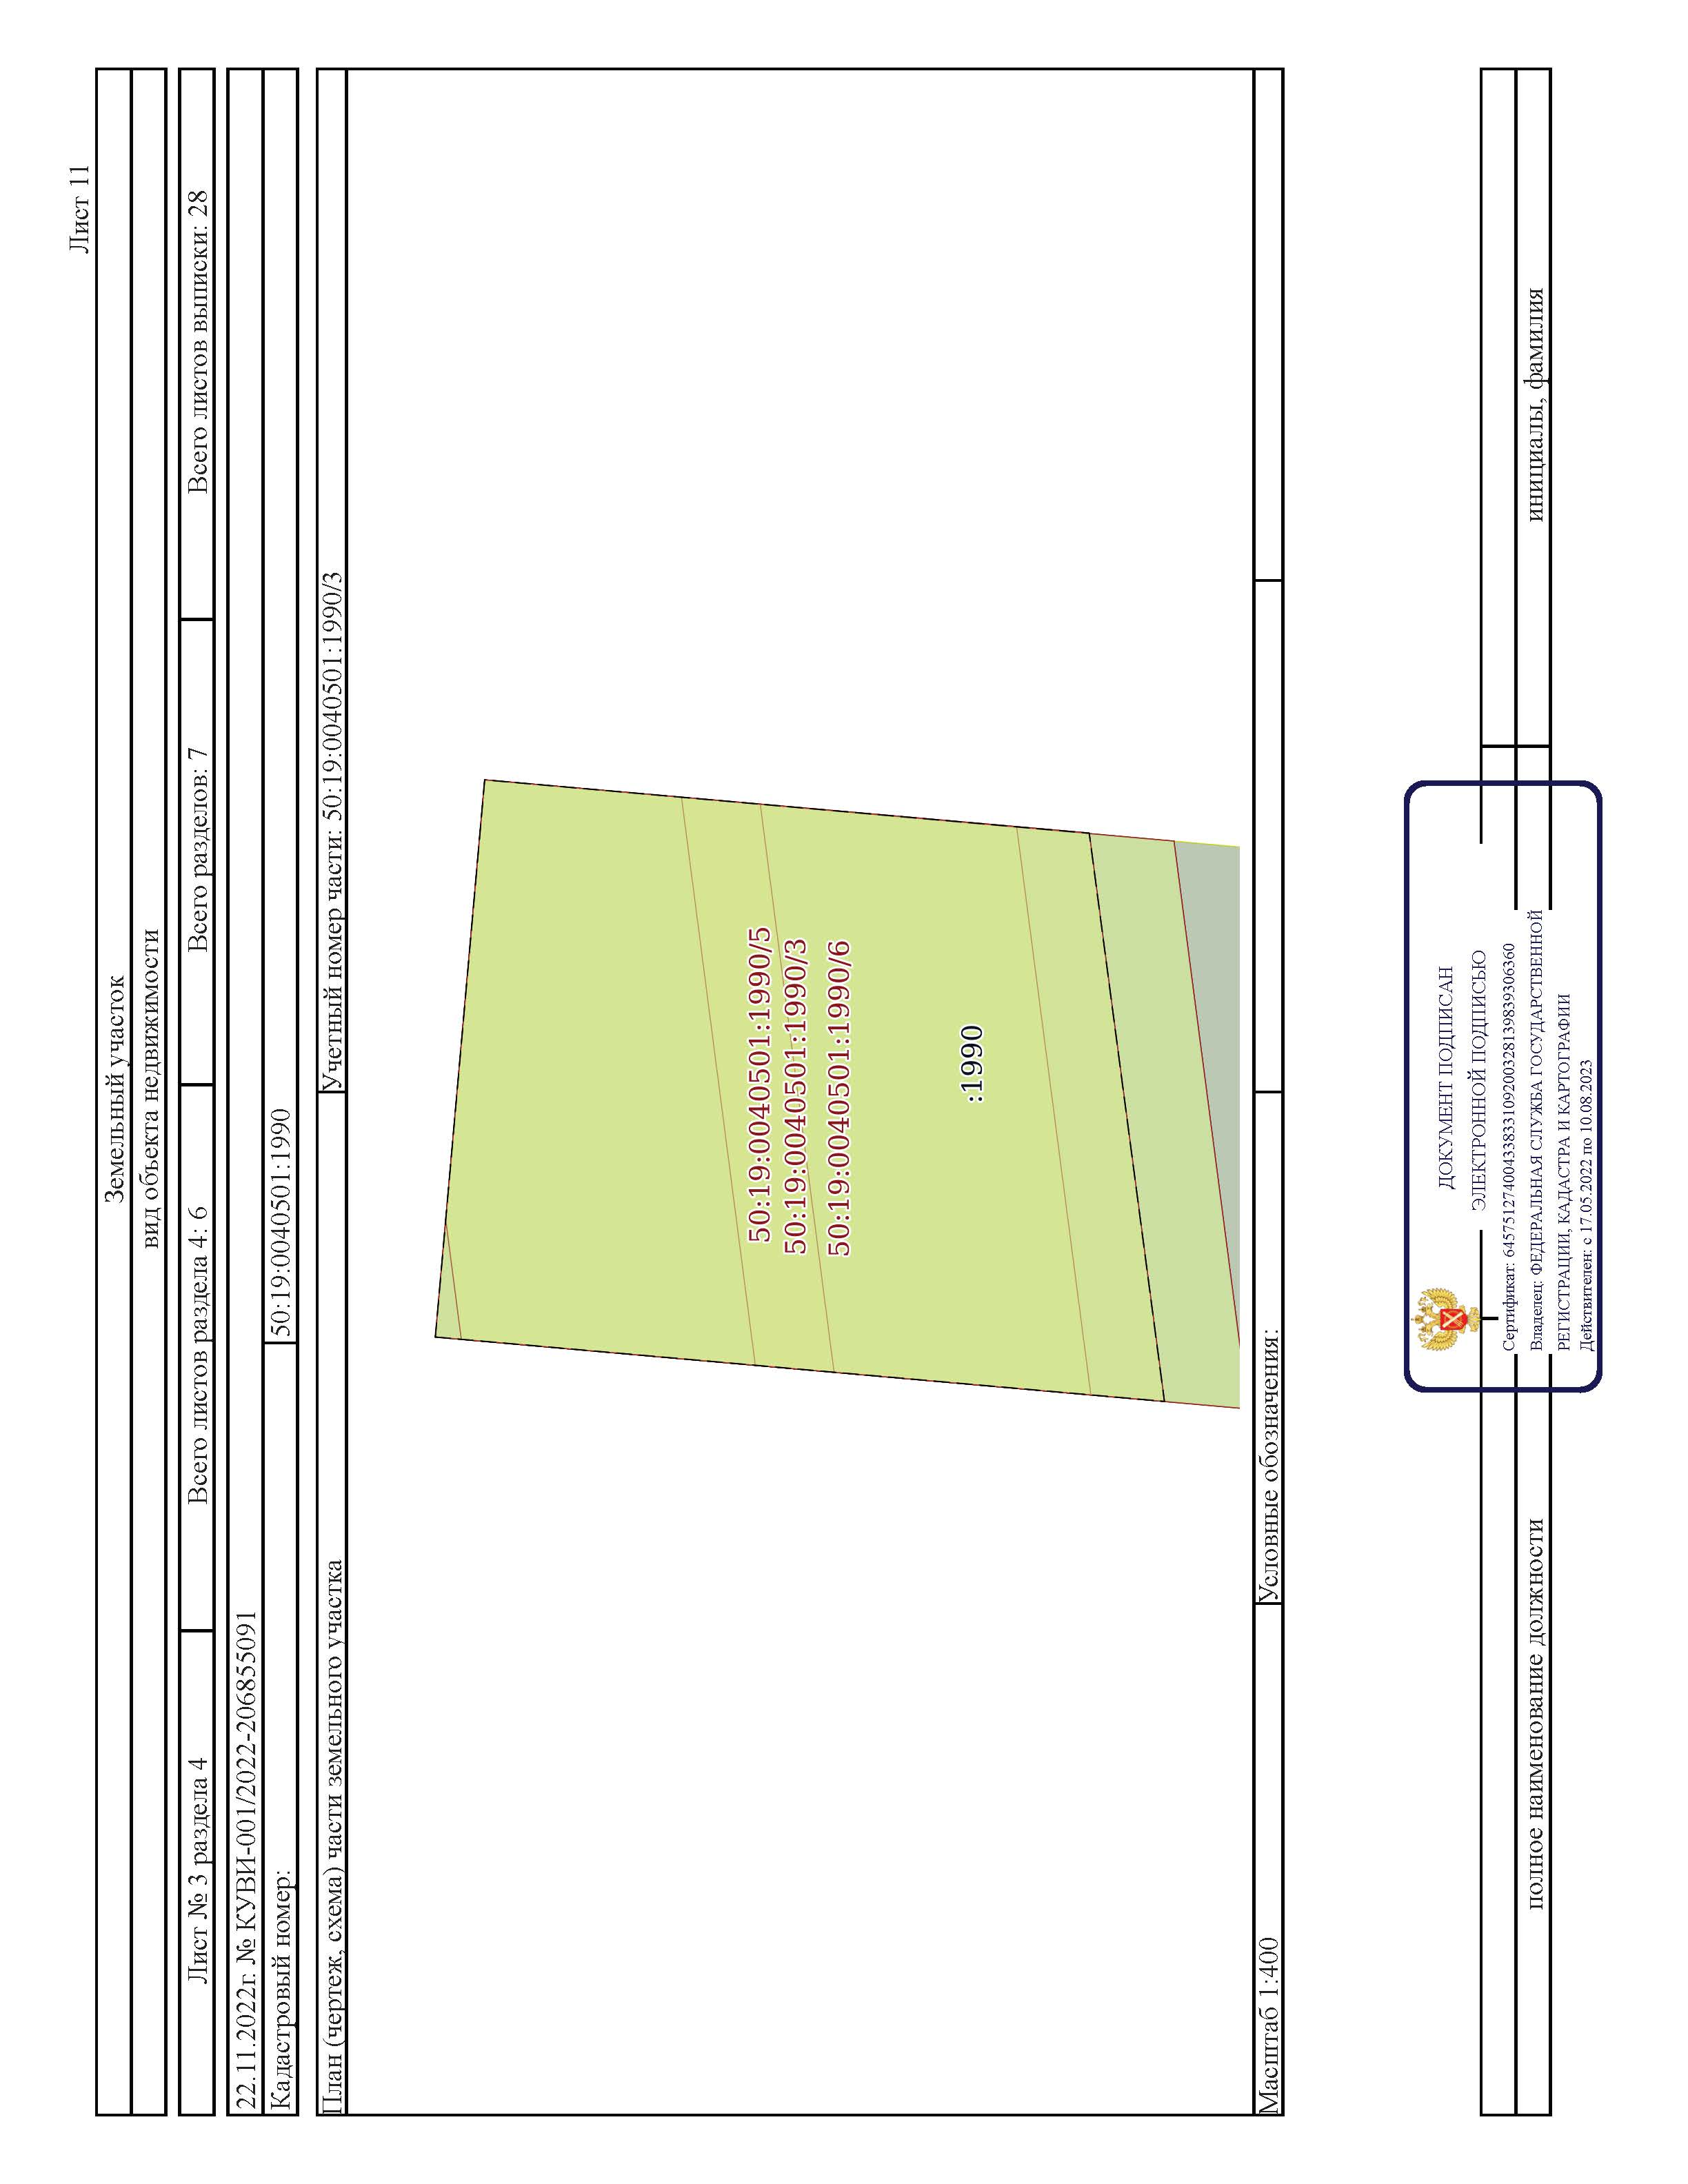 Лист 11
Земельный участок
вид объекта недвижимости
Лист № 3 раздела 4
Всего листов раздела 4: 6
Всего разделов: 7
Всего листов выписки: 28
22.11.2022г. № КУВИ-001/2022-206855091
Кадастровый номер:
50:19:0040501:1990
План (чертеж, схема) части земельного участка
Учетный номер части: 50:19:0040501:1990/3
50:19:0040501:1990/5
50:19:0040501:1990/3
50:19:0040501:1990/6
:1990
Масштаб 1:400
Условные обозначения:
ДОКУМЕНТ ПОДПИСАН
ЭЛЕКТРОННОЙ ПОДПИСЬЮ
Сертификат: 64575127400433833109200328139839306360
Владелец: ФЕДЕРАЛЬНАЯ СЛУЖБА ГОСУДАРСТВЕННОЙ
РЕГИСТРАЦИИ, КАДАСТРА И КАРТОГРАФИИ
Действителен: с 17.05.2022 по 10.08.2023
полное наименование должности
инициалы, фамилия